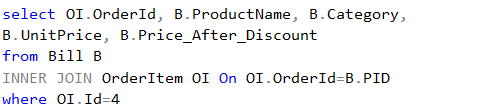 select OI.OrderId, B.ProductName, B.Category,
B.UnitPrice, B.Price_After_Discount
from Bill B
INNER JOIN OrderItem OI On OI.OrderId=B.PID
where OI.Id=4